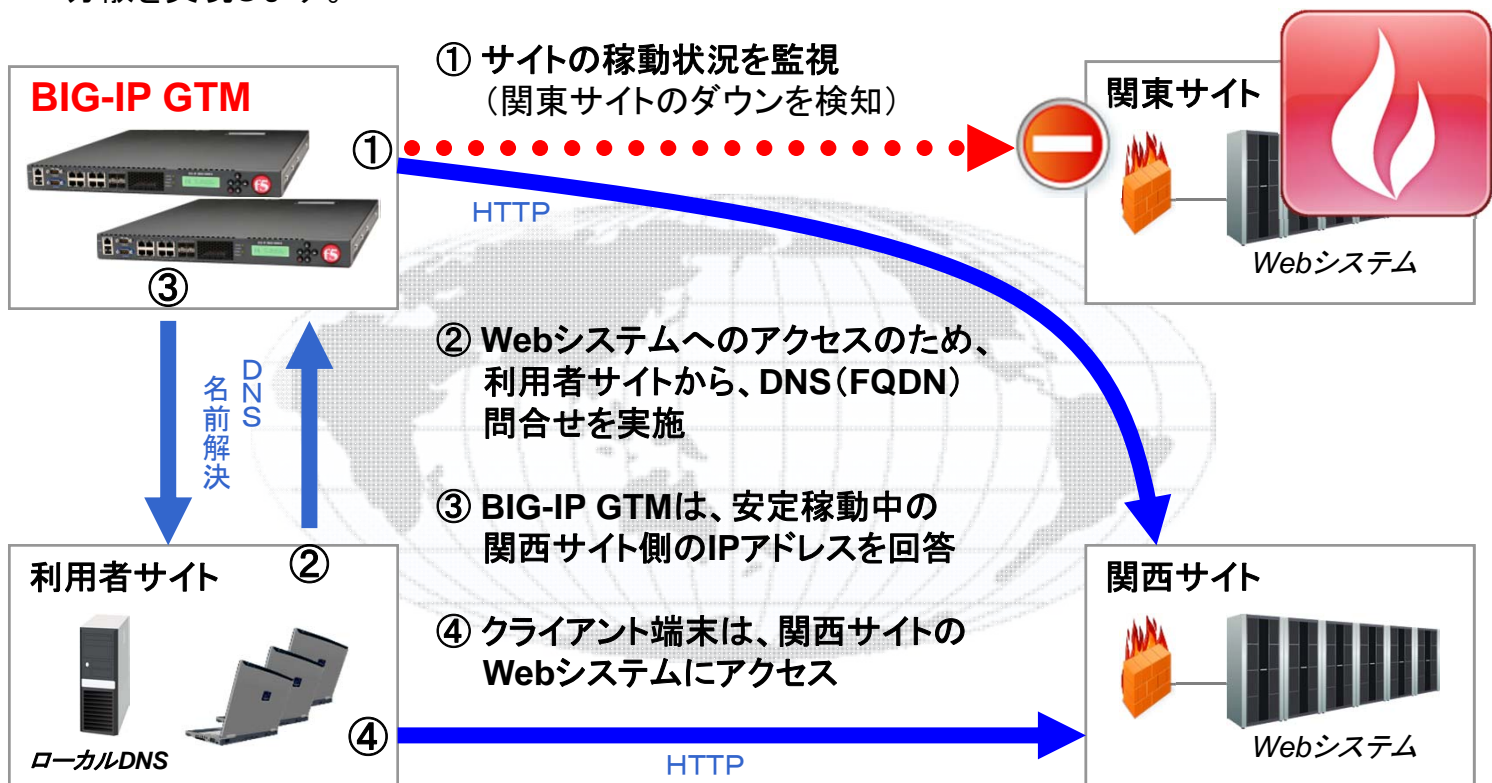 BIG-IP GTM
①
③
① サイトの稼動状況を監視
（関東サイトのダウンを検知）
HTTP
関東サイト
Webシステム
② Webシステムへのアクセスのため、
利用者サイトから、DNS（FQDN）
問合せを実施
DNS
名前解決
③ BIG-IP GTMは、安定稼動中の
関西サイト側のIPアドレスを回答
④ クライアント端末は、関西サイトの
Webシステムにアクセス
利用者サイト
②
ローカルDNS
④
HTTP
関西サイト
Webシステム